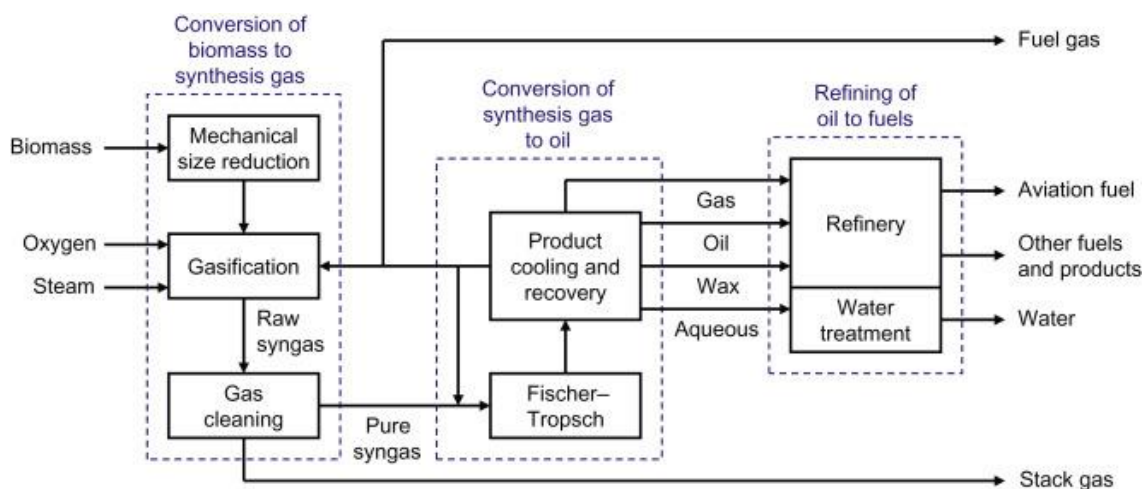 Conversion of
biomass to
synthesis gas
Fuel gas
Conversion of
synthesis gas
to oil
Refining of
oil to fuels
Biomass
Mechanical
size reduction
Oxygen
Steam
Gasification
Raw
syngas
Gas
cleaning
Pure
syngas
Product
cooling and
recovery
Fischer–
Tropsch
Gas
Oil
Wax
Aqueous
Refinery
Water
treatment
Aviation fuel
Other fuels
and products
Water
Stack gas